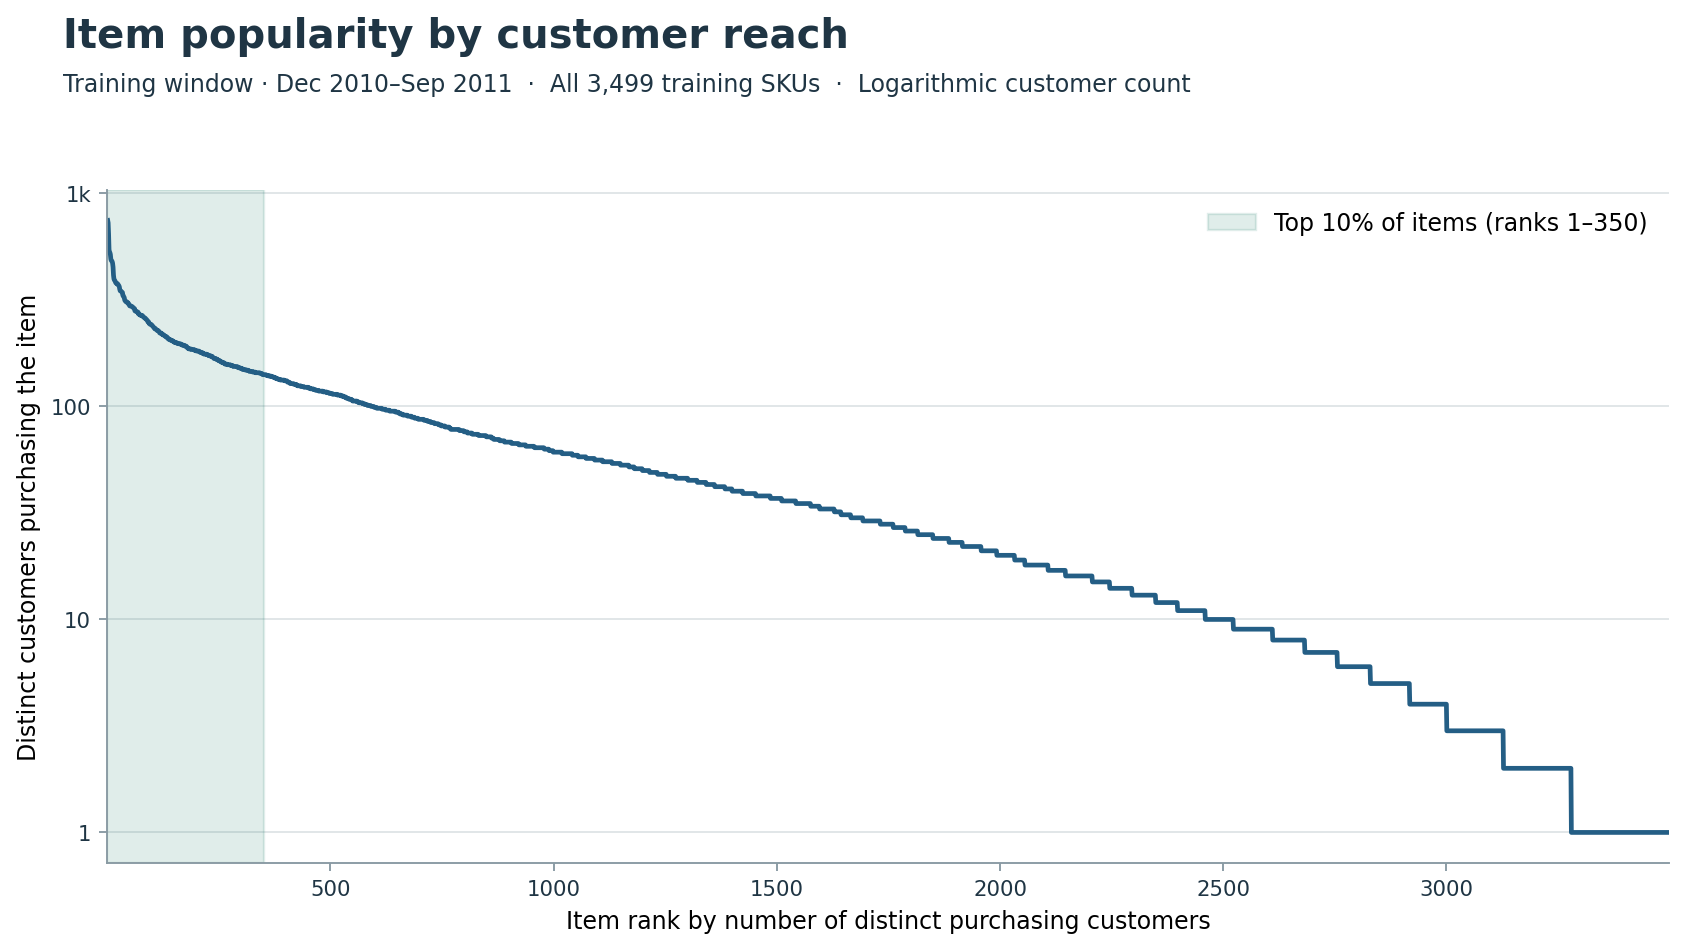 Item popularity by customer reach
Training window · Dec 2010–Sep 2011 · All 3,499 training SKUs · Logarithmic customer count
1k
100
10
1
Distinct customers purchasing the item
Top 10% of items (ranks 1–350)
500
1000
1500
2000
2500
3000
Item rank by number of distinct purchasing customers